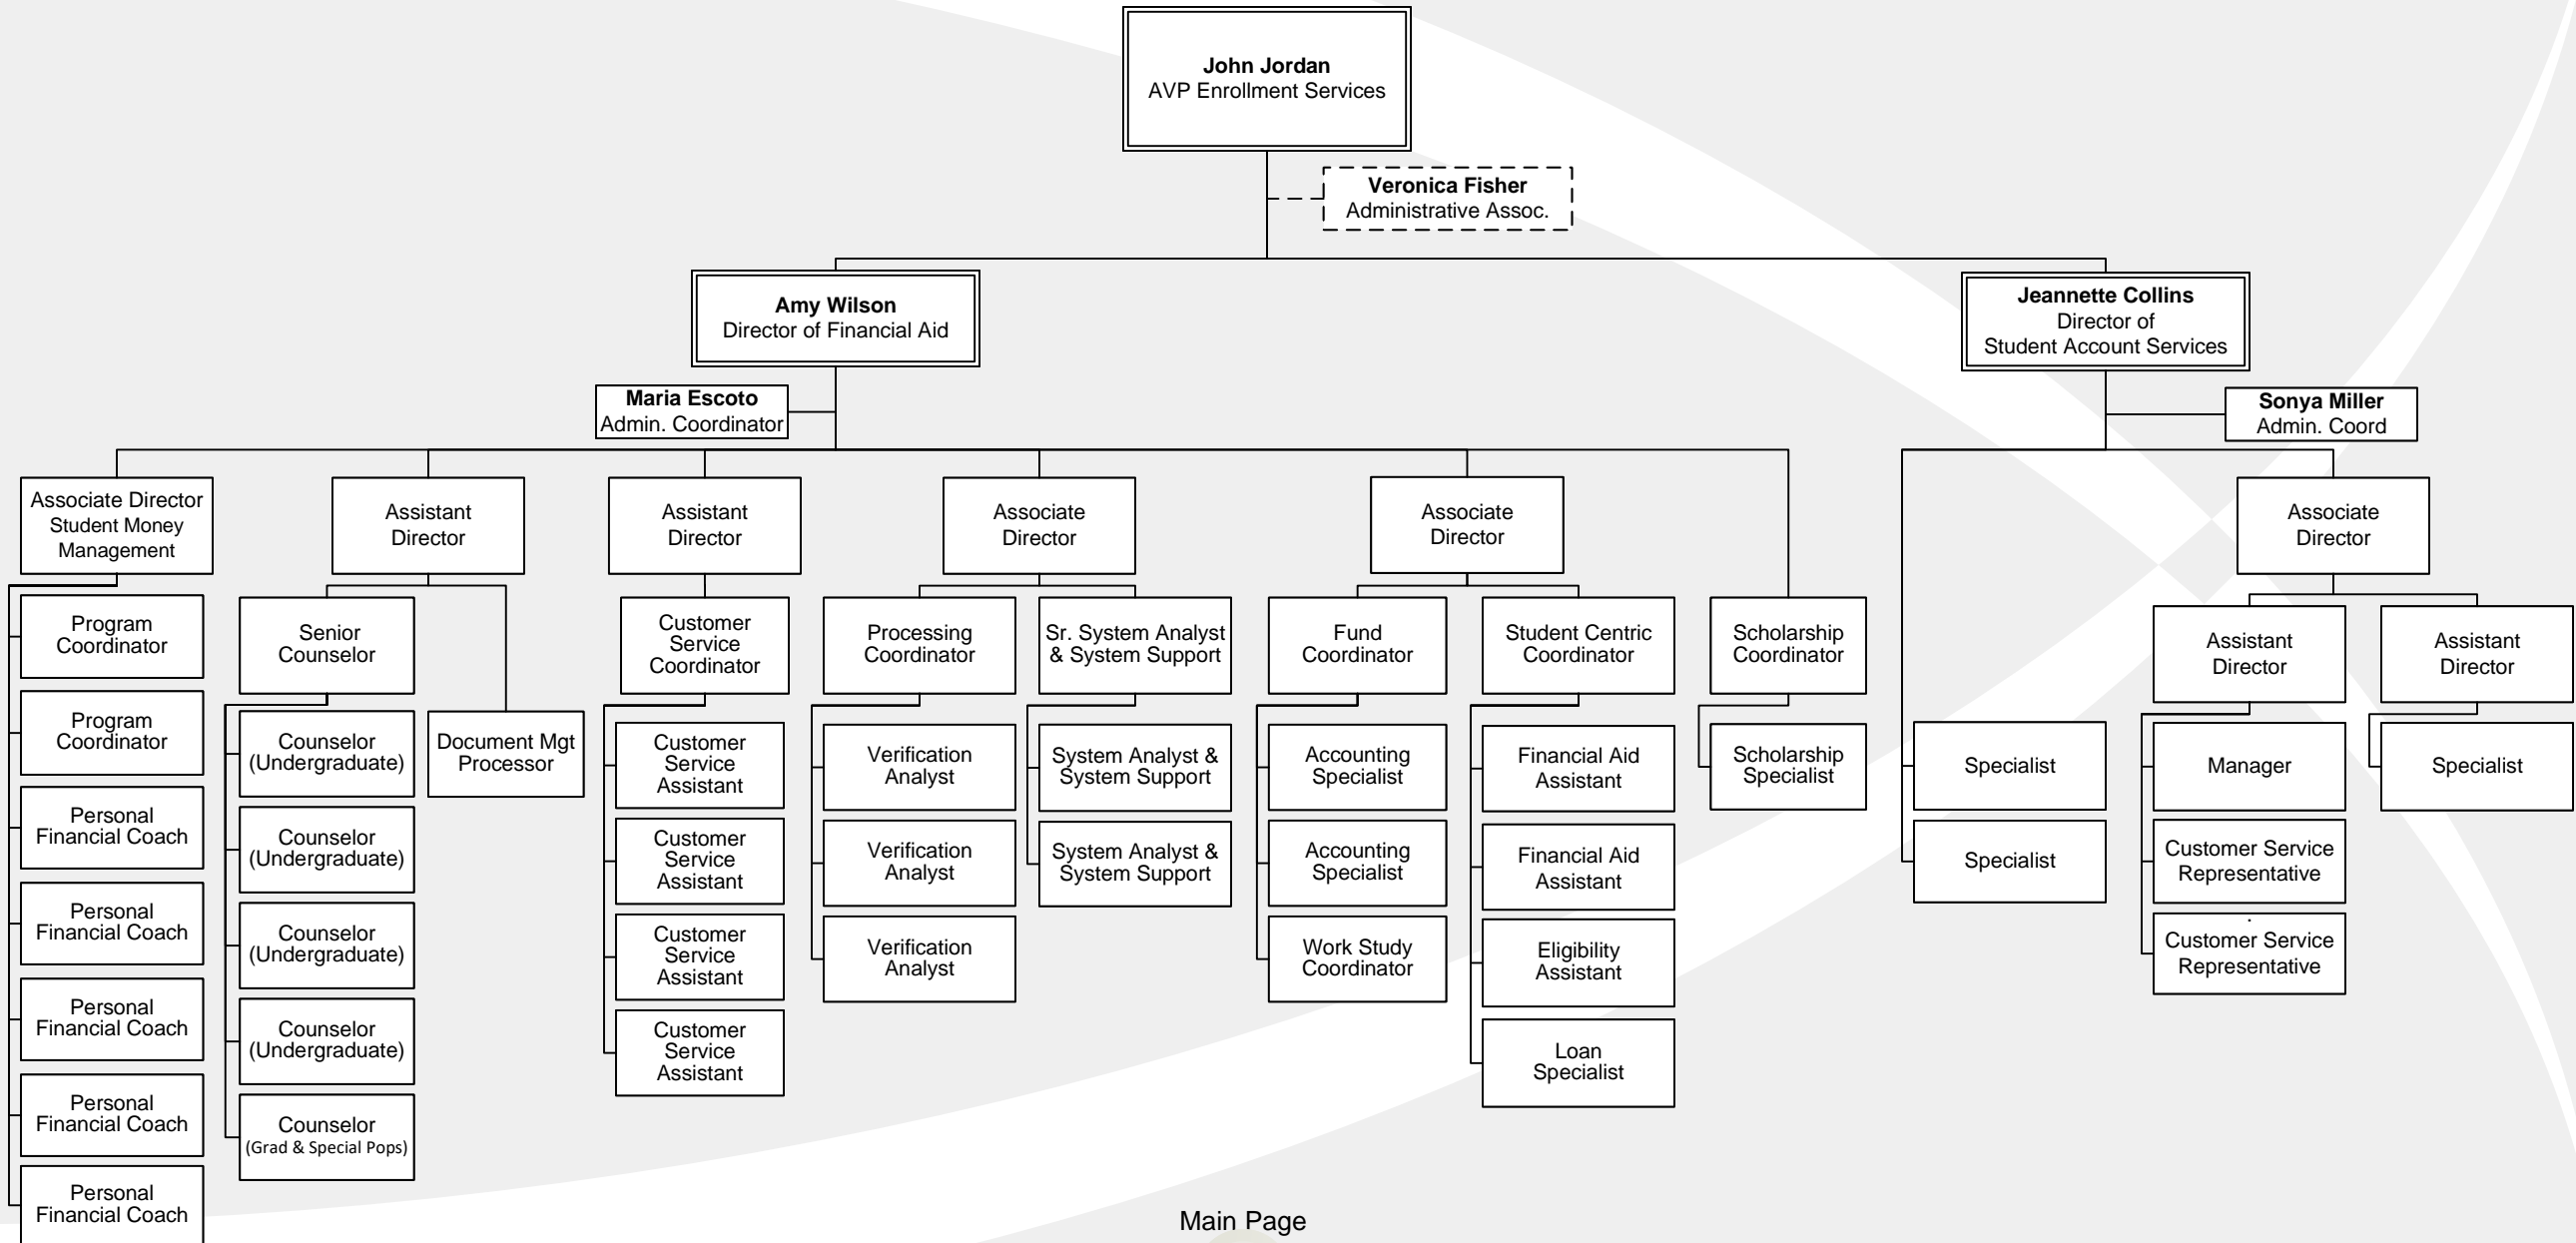 John Jordan
AVP Enrollment Services
Veronica Fisher
Administrative Assoc.
Amy Wilson
Director of Financial Aid
Jeannette Collins
Director of
Student Account Services
Maria Escoto
Admin. Coordinator
Sonya Miller
Admin. Coord
Associate Director
Student Money
Management
Assistant
Director
Assistant
Director
Associate
Director
Associate
Director
Associate
Director
Program
Coordinator
Program
Coordinator
Personal
Financial Coach
Personal
Financial Coach
Personal
Financial Coach
Personal
Financial Coach
Personal
Financial Coach
Senior
Counselor
Counselor
(Undergraduate)
Counselor
(Undergraduate)
Counselor
(Undergraduate)
Counselor
(Undergraduate)
Counselor
(Grad & Special Pops)
Document Mgt
Processor
Customer
Service
Coordinator
Customer
Service
Assistant
Customer
Service
Assistant
Customer
Service
Assistant
Customer
Service
Assistant
Processing
Coordinator
Verification
Analyst
Verification
Analyst
Verification
Analyst
Sr. System Analyst
& System Support
System Analyst &
System Support
System Analyst &
System Support
Fund
Coordinator
Accounting
Specialist
Accounting
Specialist
Work Study
Coordinator
Student Centric
Coordinator
Financial Aid
Assistant
Financial Aid
Assistant
Eligibility
Assistant
Loan
Specialist
Scholarship
Coordinator
Scholarship
Specialist
Specialist
Specialist
Assistant
Director
Manager
Customer Service
Representative
.
Customer Service
Representative
Assistant
Director
Specialist
Main Page